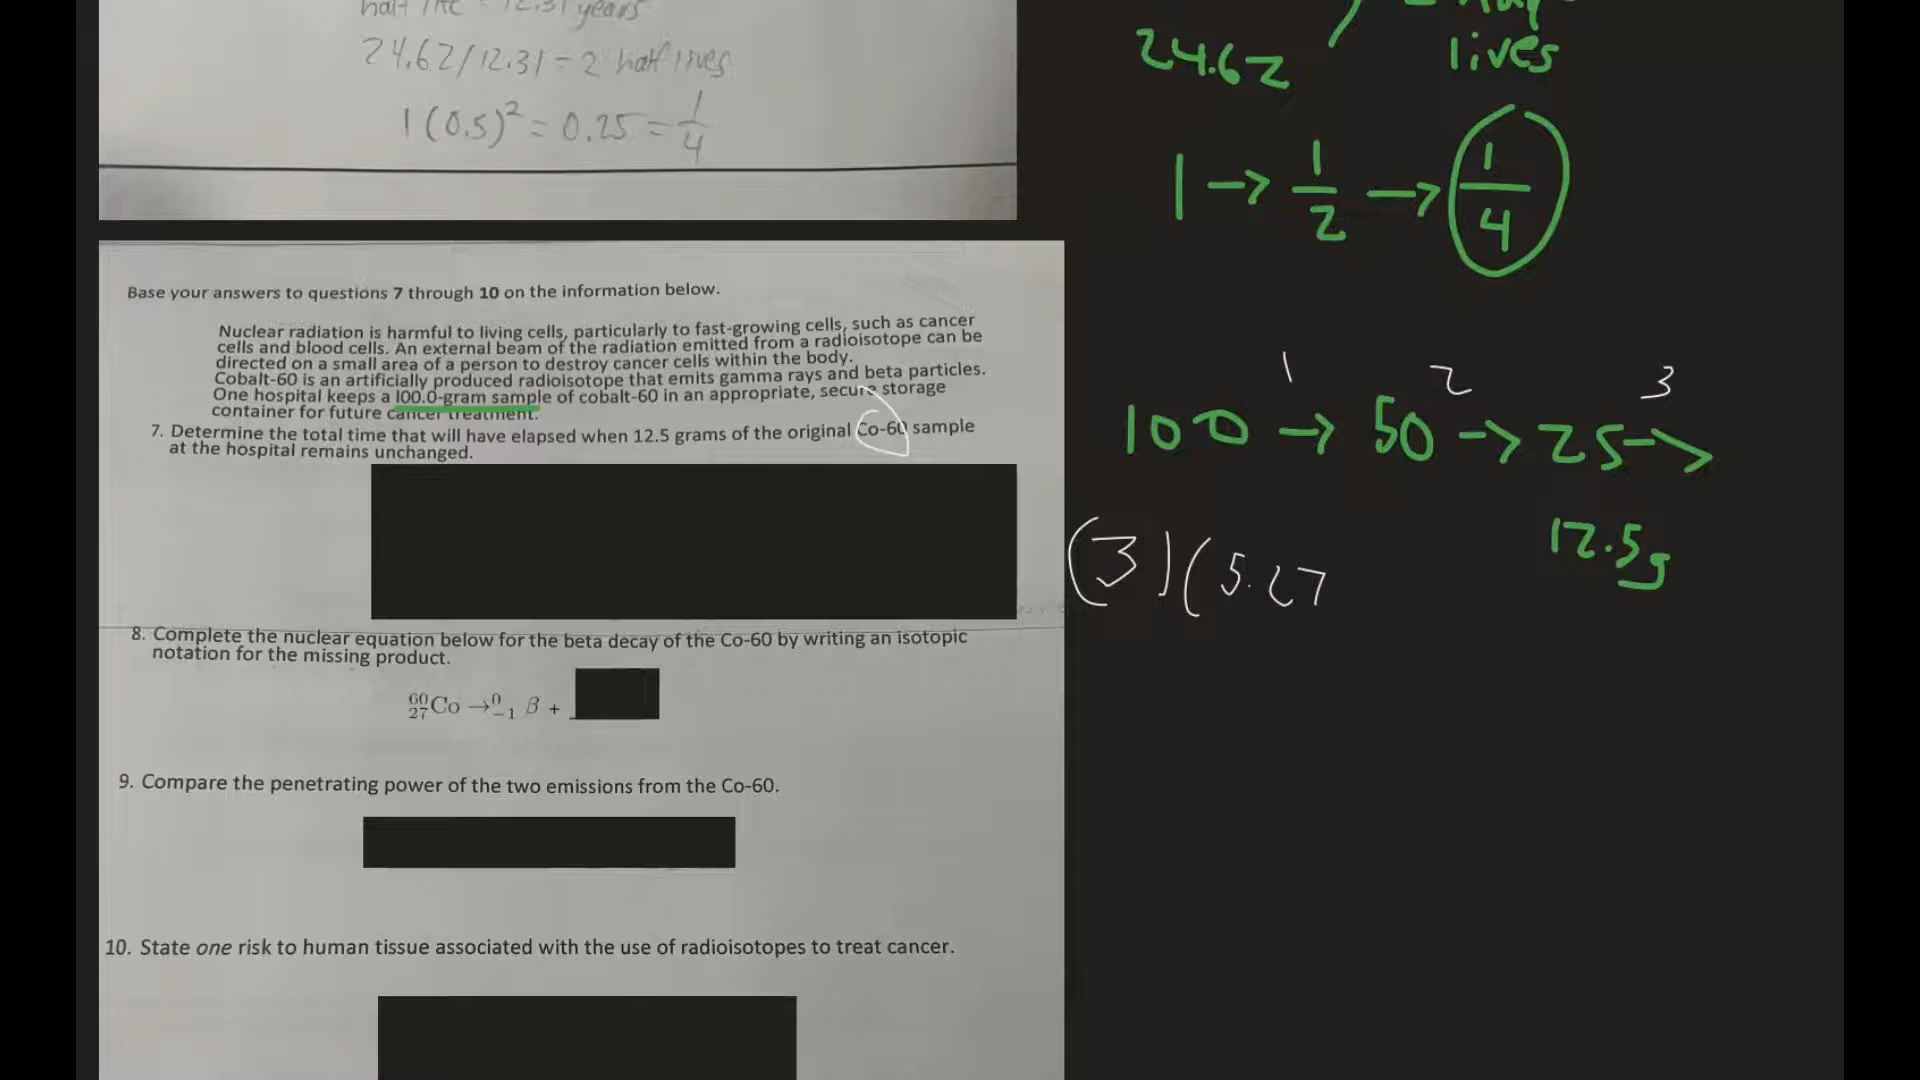 half life = 12.31 years
24.62/12.31 = 2 half lives
1(0.5)² = 0.25 = 1/4
24.62
lives
1 → 1/2 → 1/4
Base your answers to questions 7 through 10 on the information below.
Nuclear radiation is harmful to living cells, particularly to fast-growing cells, such as cancer
cells and blood cells. An external beam of the radiation emitted from a radioisotope can be
directed on a small area of a person to destroy cancer cells within the body.
Cobalt-60 is an artificially produced radioisotope that emits gamma rays and beta particles.
One hospital keeps a 100.0-gram sample of cobalt-60 in an appropriate, secure storage
container for future cancer treatment.
7. Determine the total time that will have elapsed when 12.5 grams of the original Co-60 sample
at the hospital remains unchanged.
1 2 3
100 → 50 → 25 →
12.5g
(3)(5.27
8. Complete the nuclear equation below for the beta decay of the Co-60 by writing an isotopic
notation for the missing product.
⁶⁰₂₇Co → ⁰₋₁ β + _
9. Compare the penetrating power of the two emissions from the Co-60.
10. State one risk to human tissue associated with the use of radioisotopes to treat cancer.